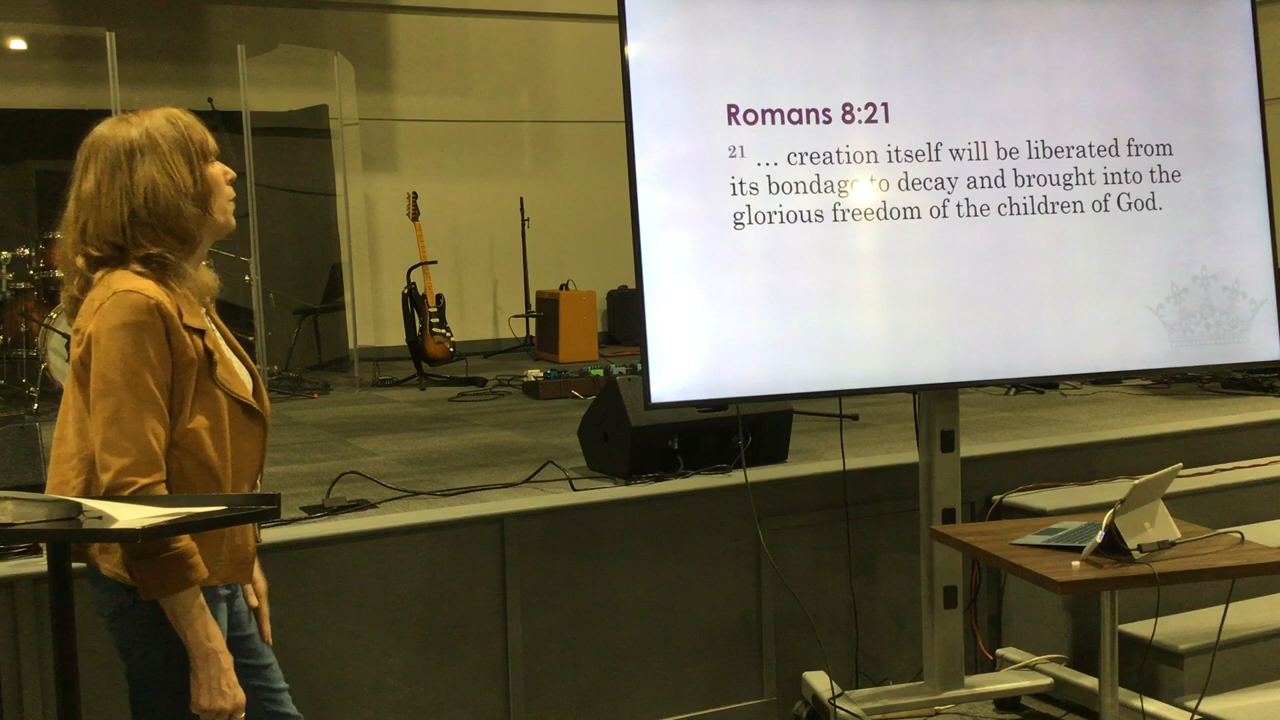 Romans 8:21
21 ... creation itself will be liberated from
its bondage to decay and brought into the
glorious freedom of the children of God.